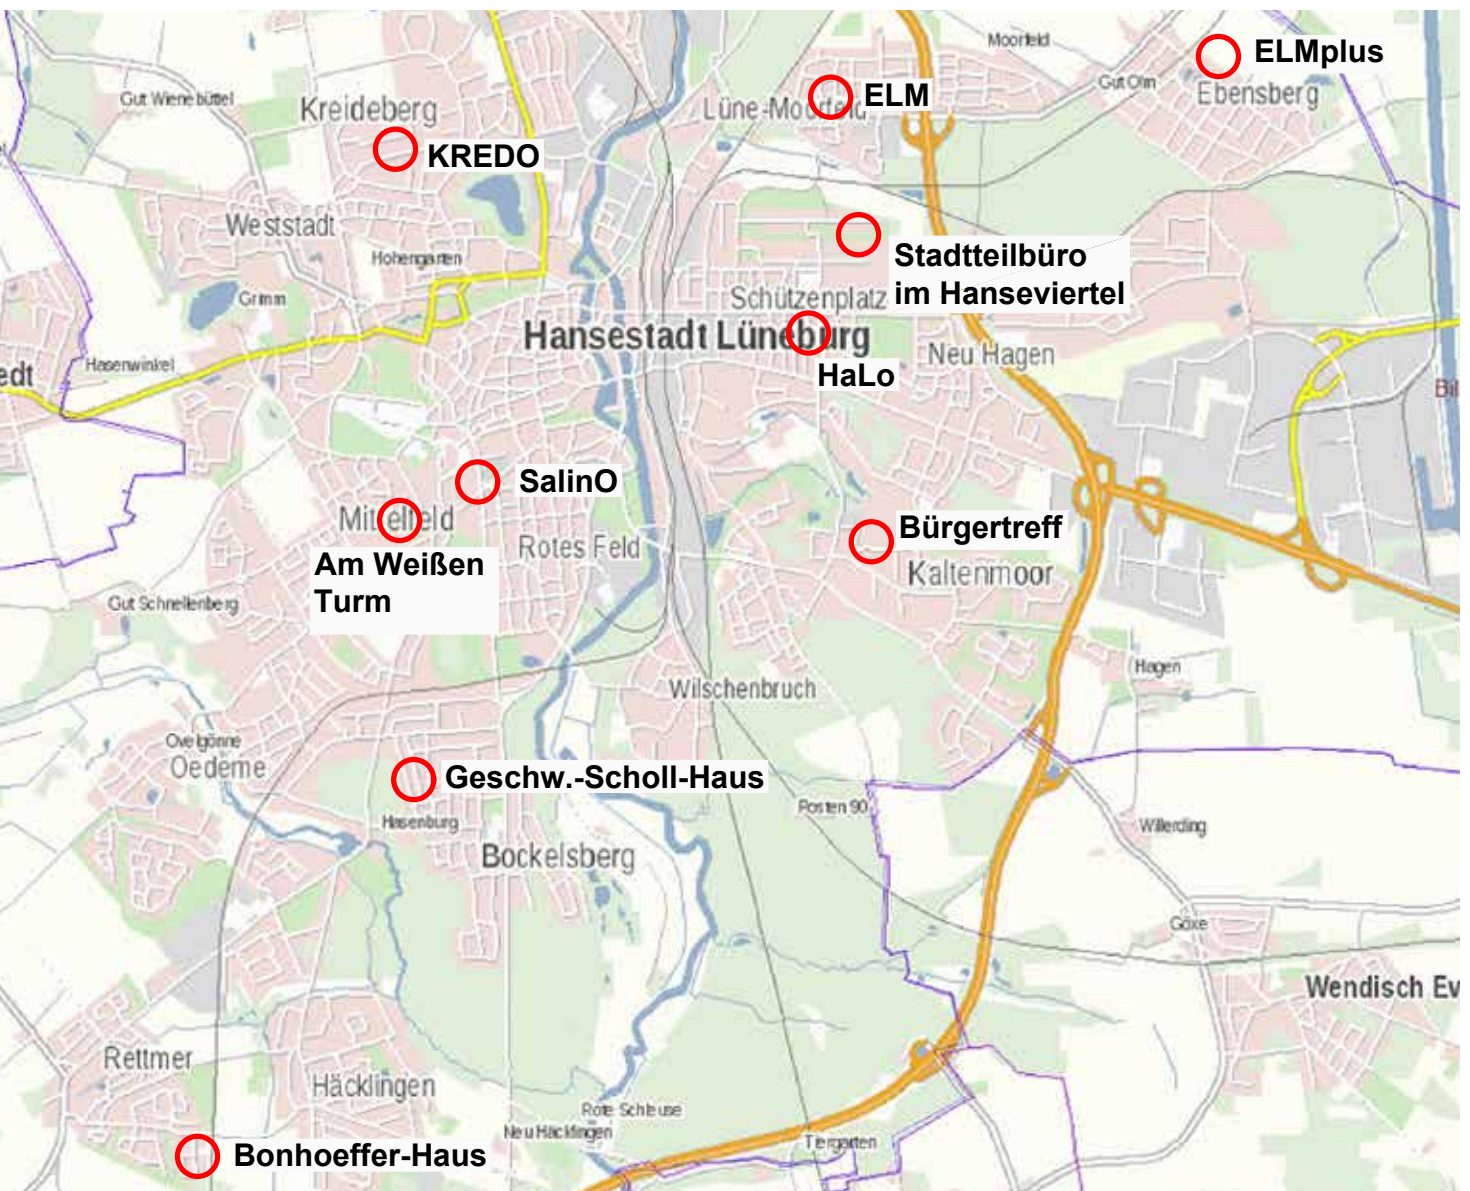 Moorfeld
ELMplus
Gut Wienebüttel
Kreideberg
Lüne-Moorfeld
ELM
Gut Olm
Ebensberg
KREDO
Weststadt
Hohengarten
Stadtteilbüro
im Hanseviertel
Grimm
Schützenplatz
Hansestadt Lüneburg
Neu Hagen
Hasenwinkel
edt
HaLo
Bil
SalinO
Mittelfeld
Rotes Feld
Bürgertreff
Kaltenmoor
Am Weißen
Turm
Gut Schnellenberg
Hagen
Wilschenbruch
Ovelgönne
Oedeme
Geschw.-Scholl-Haus
Posten 90
Hasenburg
Willerding
Bockelsberg
Göxe
Wendisch Ev
Rettmer
Häcklingen
Rote Schleuse
Neu Häcklingen
Tiergarten
Bonhoeffer-Haus